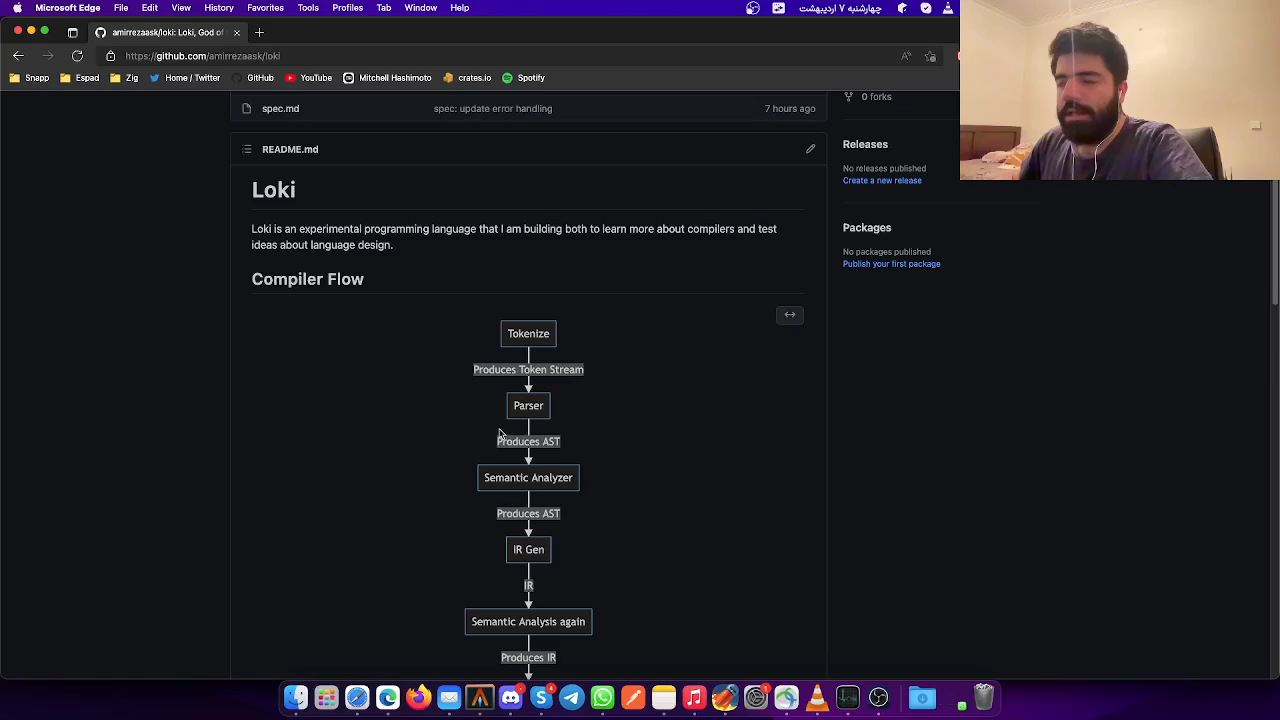 Microsoft Edge File Edit View History Favorites Tools Profiles Tab Window Help
چهارشنبه ۷ اردیبهشت
amirrezaask/loki: Loki, God of
https://github.com/amirrezaask/loki
Snapp Espad Zig Home / Twitter GitHub YouTube Mitchell Hashimoto crates.io Spotify
spec.md spec: update error handling 7 hours ago
0 forks
README.md
Releases
No releases published
Create a new release
Loki
Loki is an experimental programming language that I am building both to learn more about compilers and test
ideas about language design.
Packages
No packages published
Publish your first package
Compiler Flow
Tokenize
Produces Token Stream
Parser
Produces AST
Semantic Analyzer
Produces AST
IR Gen
IR
Semantic Analysis again
Produces IR